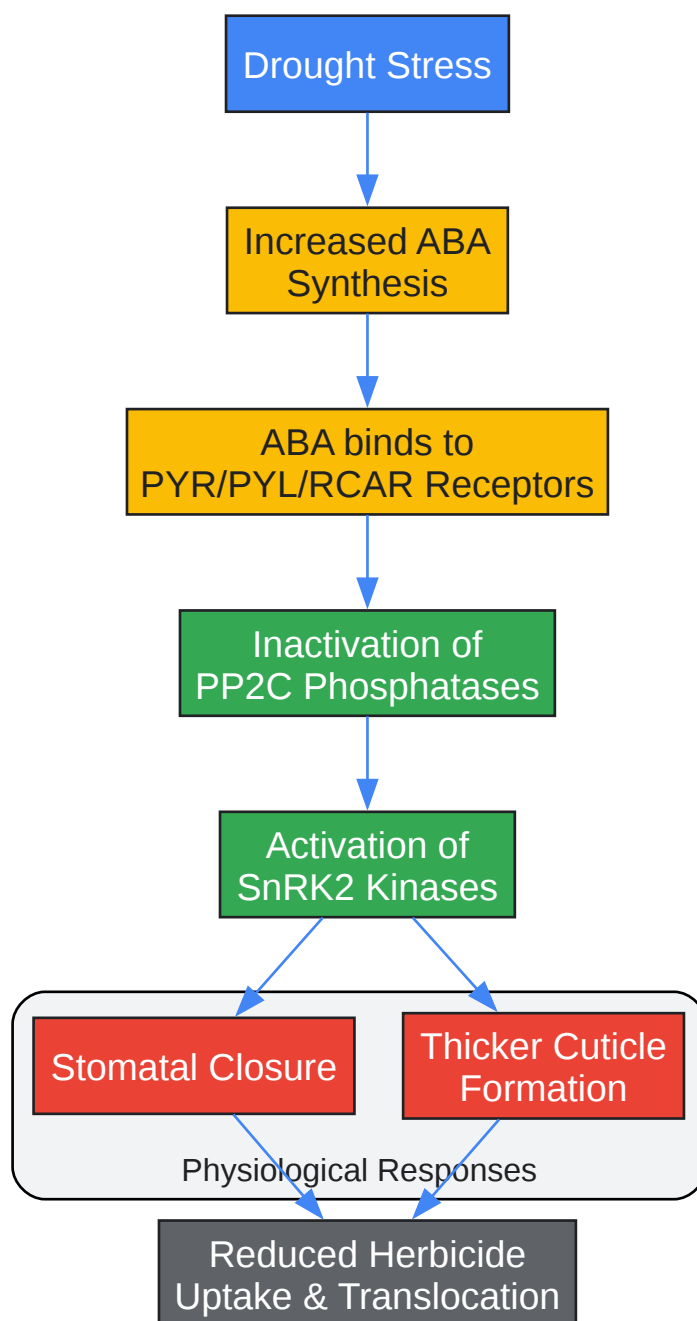 Drought Stress
Increased ABA
Synthesis
ABA binds to
PYR/PYL/RCAR Receptors
Inactivation of
PP2C Phosphatases
Activation of
SnRK2 Kinases
Stomatal Closure
Thicker Cuticle
Formation
Physiological Responses
Reduced Herbicide
Uptake & Translocation